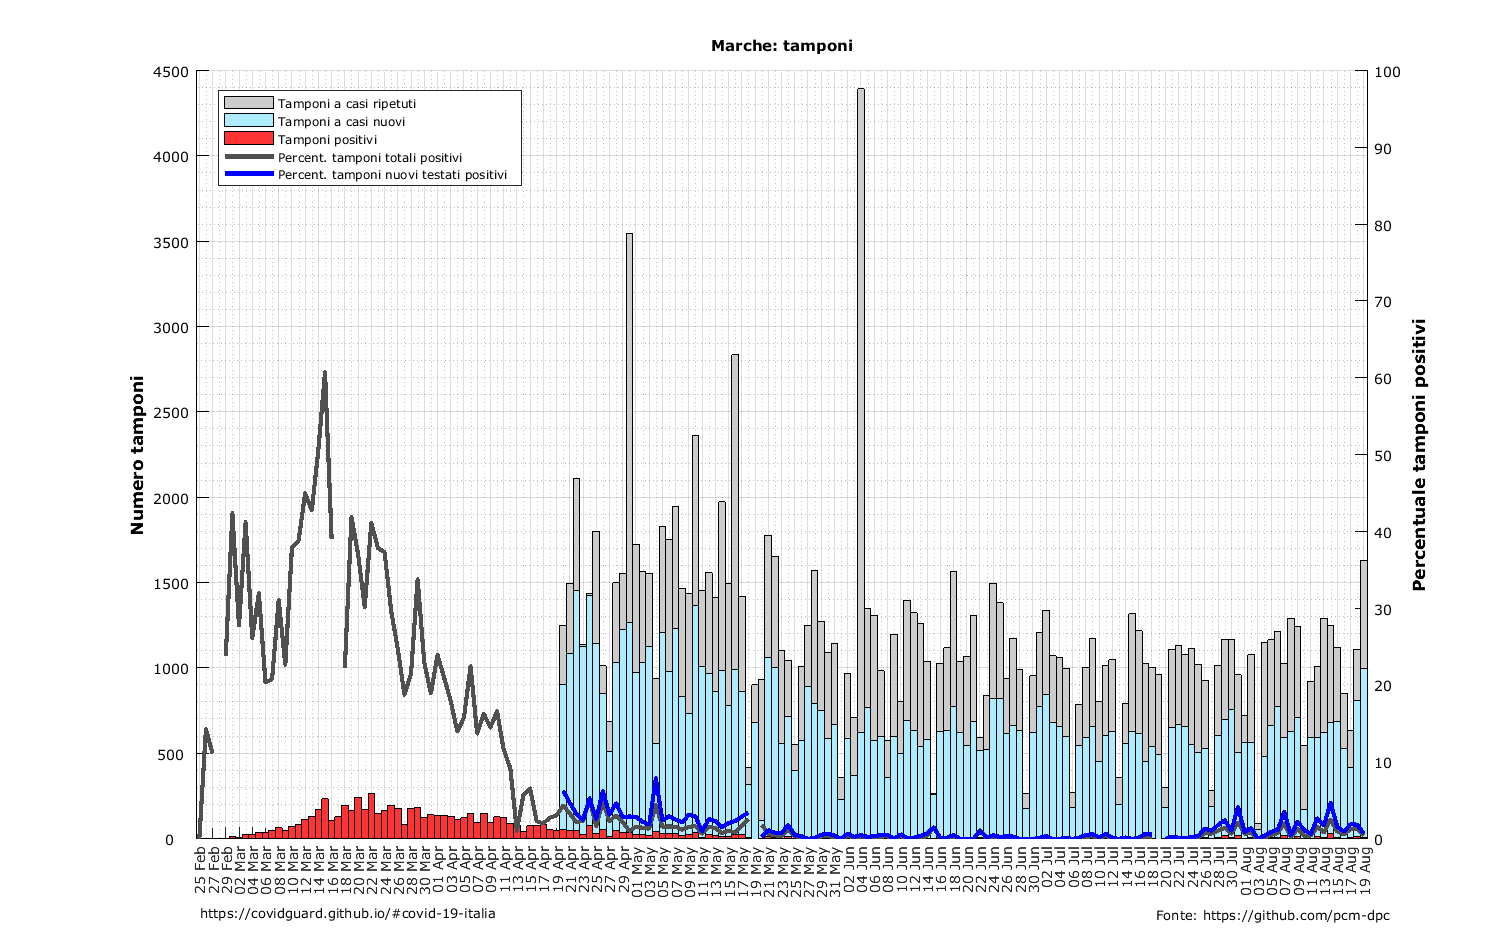 Marche: tamponi
4500
4000
3500
3000
2500
2000
1500
1000
500
0
Numero tamponi
100
90
80
70
60
50
40
30
20
10
0
Percentuale tamponi positivi
Tamponi a casi ripetuti
Tamponi a casi nuovi
Tamponi positivi
Percent. tamponi totali positivi
Percent. tamponi nuovi testati positivi
25 Feb
27 Feb
29 Feb
02 Mar
04 Mar
06 Mar
08 Mar
10 Mar
12 Mar
14 Mar
16 Mar
18 Mar
20 Mar
22 Mar
24 Mar
26 Mar
28 Mar
30 Mar
01 Apr
03 Apr
05 Apr
07 Apr
09 Apr
11 Apr
13 Apr
15 Apr
17 Apr
19 Apr
21 Apr
23 Apr
25 Apr
27 Apr
29 Apr
01 May
03 May
05 May
07 May
09 May
11 May
13 May
15 May
17 May
19 May
21 May
23 May
25 May
27 May
29 May
31 May
02 Jun
04 Jun
06 Jun
08 Jun
10 Jun
12 Jun
14 Jun
16 Jun
18 Jun
20 Jun
22 Jun
24 Jun
26 Jun
28 Jun
30 Jun
02 Jul
04 Jul
06 Jul
08 Jul
10 Jul
12 Jul
14 Jul
16 Jul
18 Jul
20 Jul
22 Jul
24 Jul
26 Jul
28 Jul
30 Jul
01 Aug
03 Aug
05 Aug
07 Aug
09 Aug
11 Aug
13 Aug
15 Aug
17 Aug
19 Aug
https://covidguard.github.io/#covid-19-italia
Fonte: https://github.com/pcm-dpc